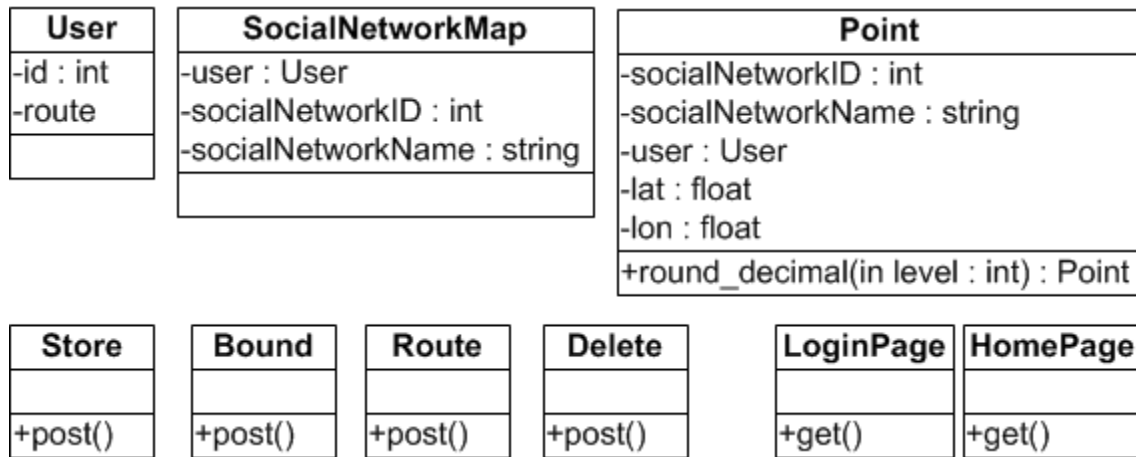 User
-id : int
-route
SocialNetworkMap
-user : User
-socialNetworkID : int
-socialNetworkName : string
Point
-socialNetworkID : int
-socialNetworkName : string
-user : User
-lat : float
-lon : float
+round_decimal(in level : int) : Point
Store
+post()
Bound
+post()
Route
+post()
Delete
+post()
LoginPage
+get()
HomePage
+get()